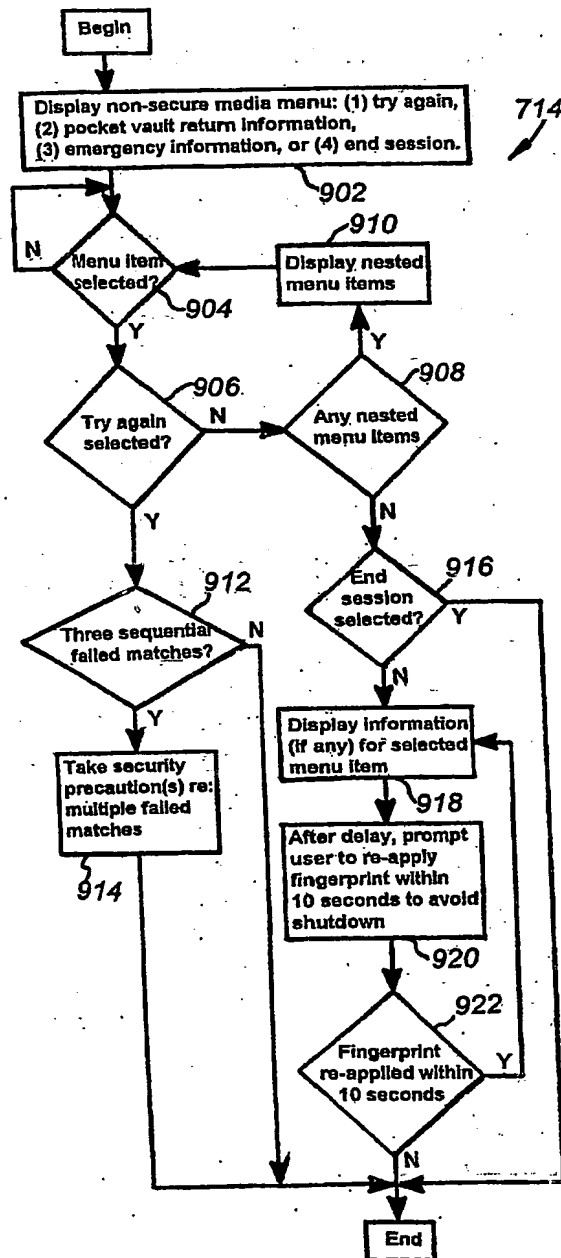 Begin
Display non-secure media menu: (1) try again,
(2) pocket vault return information,
(3) emergency information, or (4) end session.
714
902
910
N
Menu item
selected?
904
Display nested
menu items
Y
Y
906
908
Try again
selected?
N
Any nested
menu items
Y
N
912
916
End
session
selected?
Y
Three sequential
failed matches?
N
N
Y
Display information
(if any) for selected
menu item
918
Take security
precaution(s) re:
multiple failed
matches
914
After delay, prompt
user to re-apply
fingerprint within
10 seconds to avoid
shutdown
920
922
Fingerprint
re-applied within
10 seconds
Y
N
End